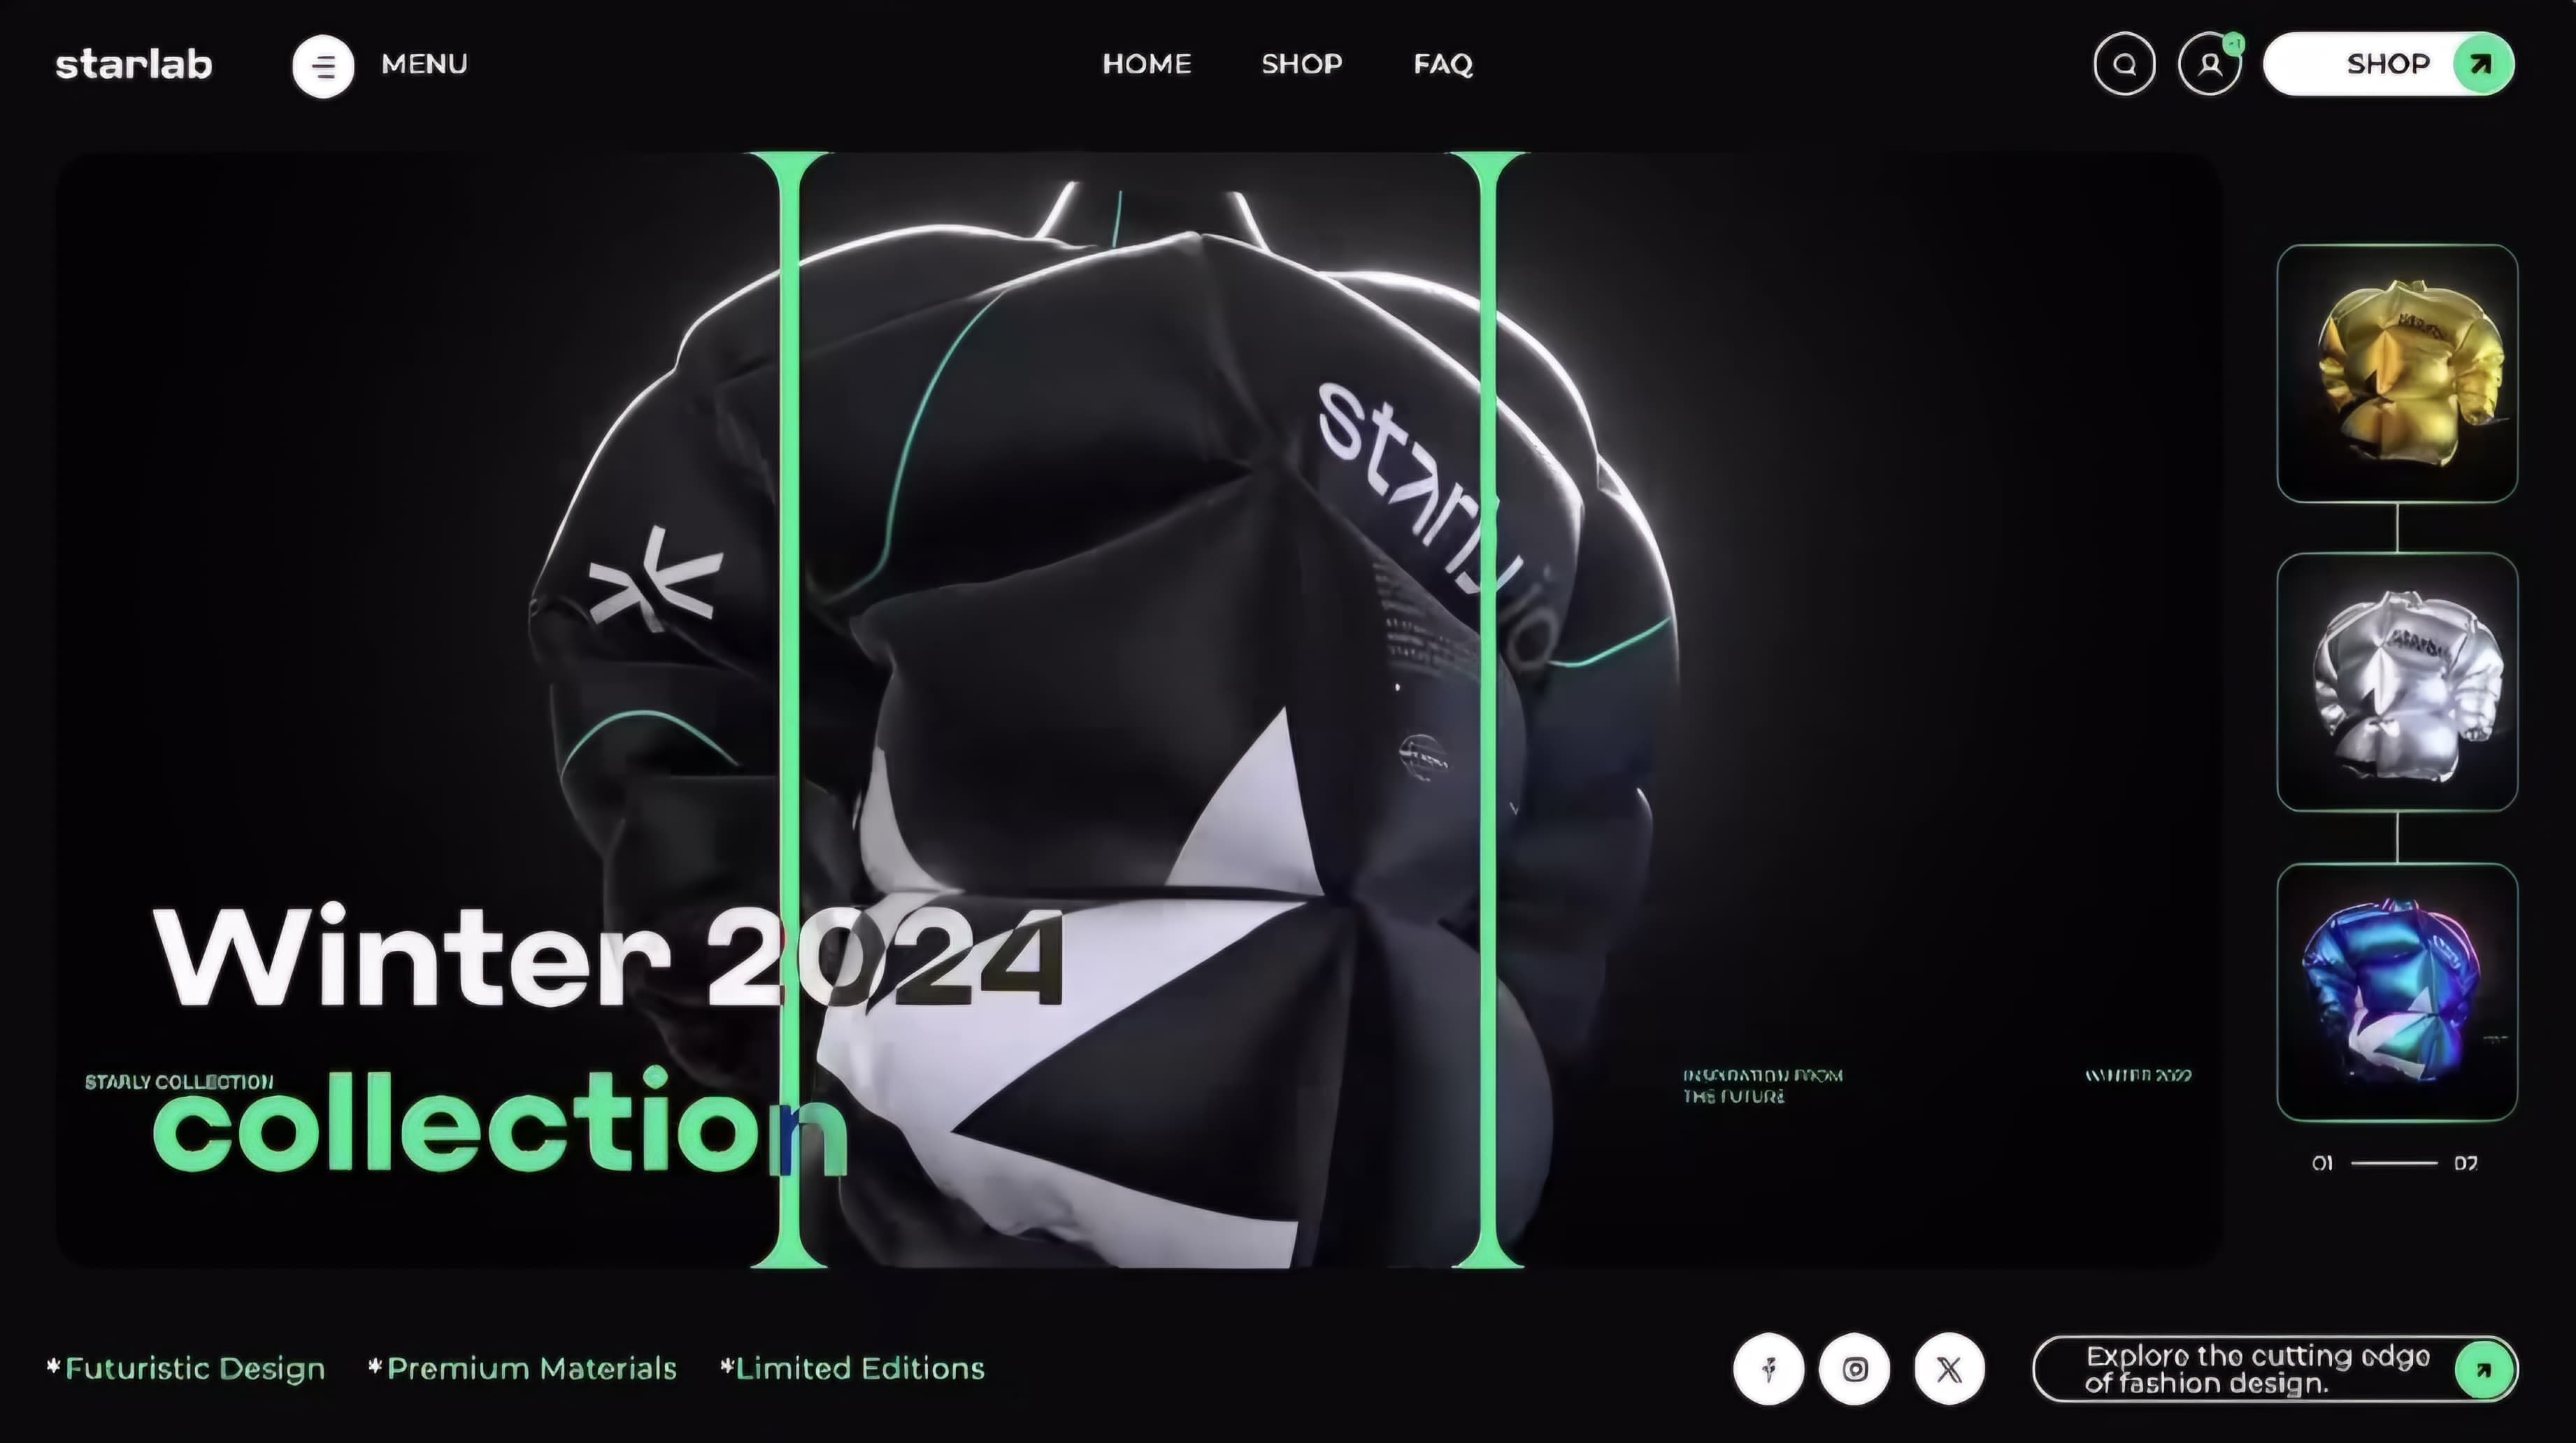 starlab
MENU
HOME SHOP FAQ
SHOP
starly
Winter 2024
STARLY COLLECTION
collection
INSPIRATION FROM
THE FUTURE
WINTER 2022
01
02
*Futuristic Design *Premium Materials *Limited Editions
Explore the cutting edge
of fashion design.